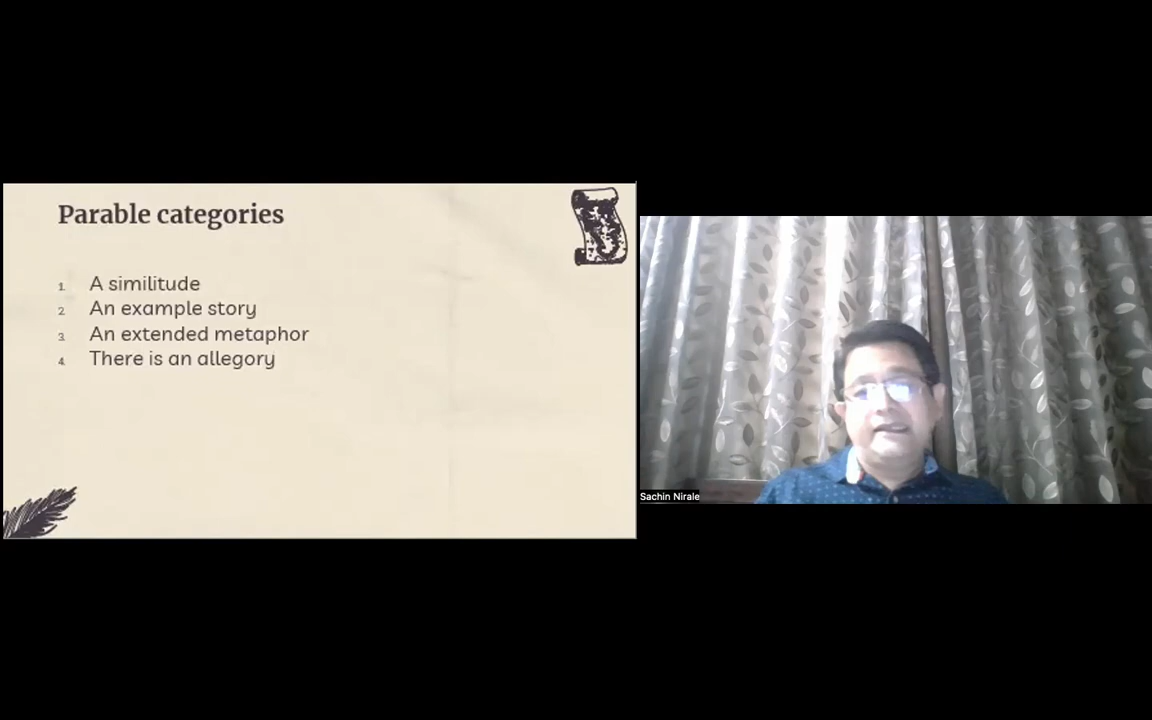 Parable categories
1. A similitude
2. An example story
3. An extended metaphor
4. There is an allegory
Sachin Nirale